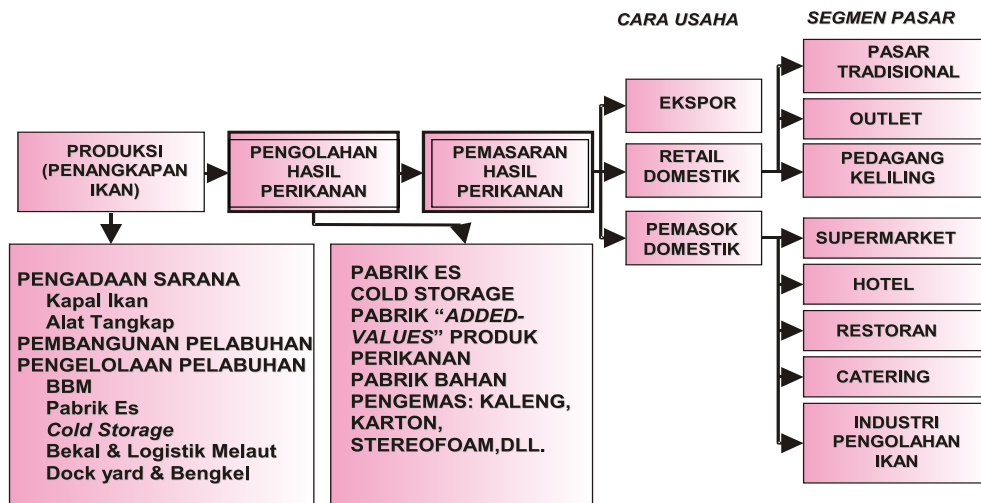 CARA USAHA
SEGMEN PASAR
PRODUKSI
(PENANGKAPAN
IKAN)
PENGOLAHAN
HASIL
PERIKANAN
PEMASARAN
HASIL
PERIKANAN
EKSPOR
RETAIL
DOMESTIK
PEMASOK
DOMESTIK
PASAR
TRADISIONAL
OUTLET
PEDAGANG
KELILING
SUPERMARKET
HOTEL
RESTORAN
CATERING
INDUSTRI
PENGOLAHAN
IKAN
PENGADAAN SARANA
Kapal Ikan
Alat Tangkap
PEMBANGUNAN PELABUHAN
PENGELOLAAN PELABUHAN
BBM
Pabrik Es
Cold Storage
Bekal & Logistik Melaut
Dock yard & Bengkel
PABRIK ES
COLD STORAGE
PABRIK “ADDED-
VALUES” PRODUK
PERIKANAN
PABRIK BAHAN
PENGEMAS: KALENG,
KARTON,
STEREOFOAM,DLL.